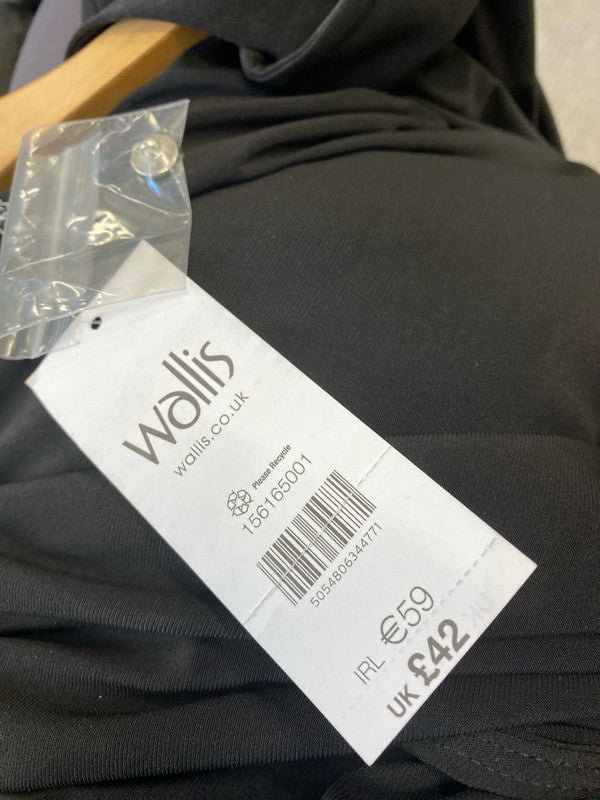 wallis
wallis.co.uk
Please Recycle
156165001
5054806344771
IRL €59
UK £42